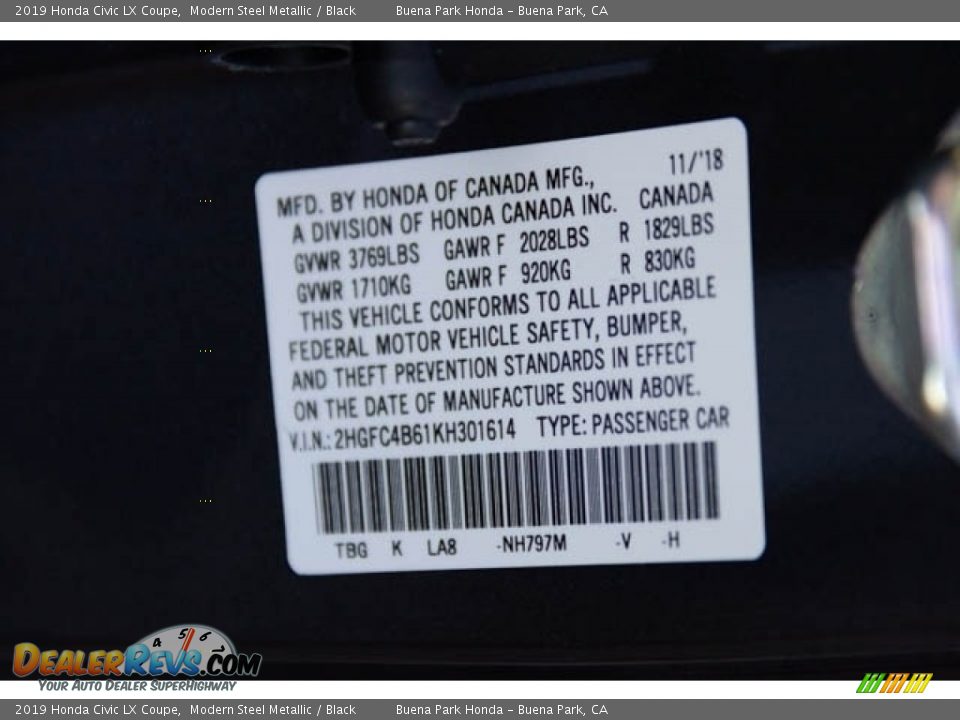 2019 Honda Civic LX Coupe, Modern Steel Metallic / Black Buena Park Honda – Buena Park, CA
11/'18
MFD. BY HONDA OF CANADA MFG.,
A DIVISION OF HONDA CANADA INC. CANADA
GVWR 3769LBS GAWR F 2028LBS R 1829LBS
GVWR 1710KG GAWR F 920KG R 830KG
THIS VEHICLE CONFORMS TO ALL APPLICABLE
FEDERAL MOTOR VEHICLE SAFETY, BUMPER,
AND THEFT PREVENTION STANDARDS IN EFFECT
ON THE DATE OF MANUFACTURE SHOWN ABOVE.
V.I.N.: 2HGFC4B61KH301614 TYPE: PASSENGER CAR
TBG K LA8 -NH797M -V -H
4 5 6
DEALERREVS.COM
YOUR AUTO DEALER SUPERHIGHWAY
2019 Honda Civic LX Coupe, Modern Steel Metallic / Black Buena Park Honda – Buena Park, CA